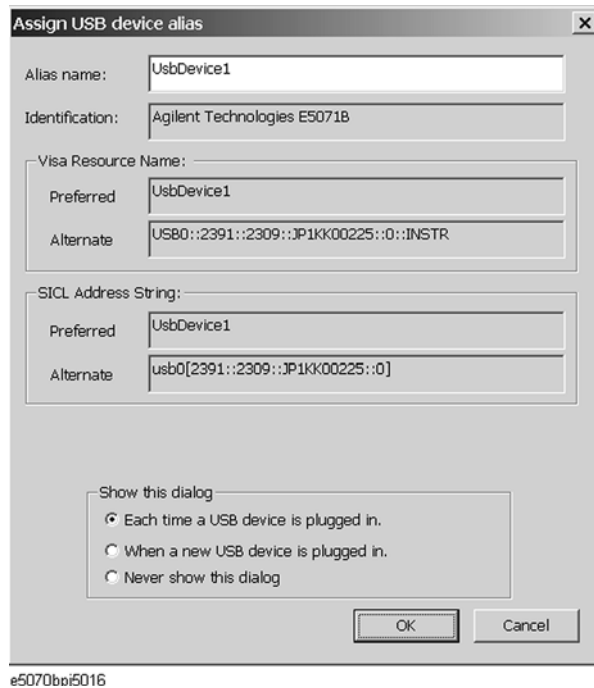 Assign USB device alias
Alias name: UsbDevice1
Identification: Agilent Technologies E5071B
Visa Resource Name:
Preferred UsbDevice1
Alternate USB0::2391::2309::JP1KK00225::0::INSTR
SICL Address String:
Preferred UsbDevice1
Alternate usb0[2391::2309::JP1KK00225::0]
Show this dialog
Each time a USB device is plugged in.
When a new USB device is plugged in.
Never show this dialog
OK Cancel
e5070bpj5016